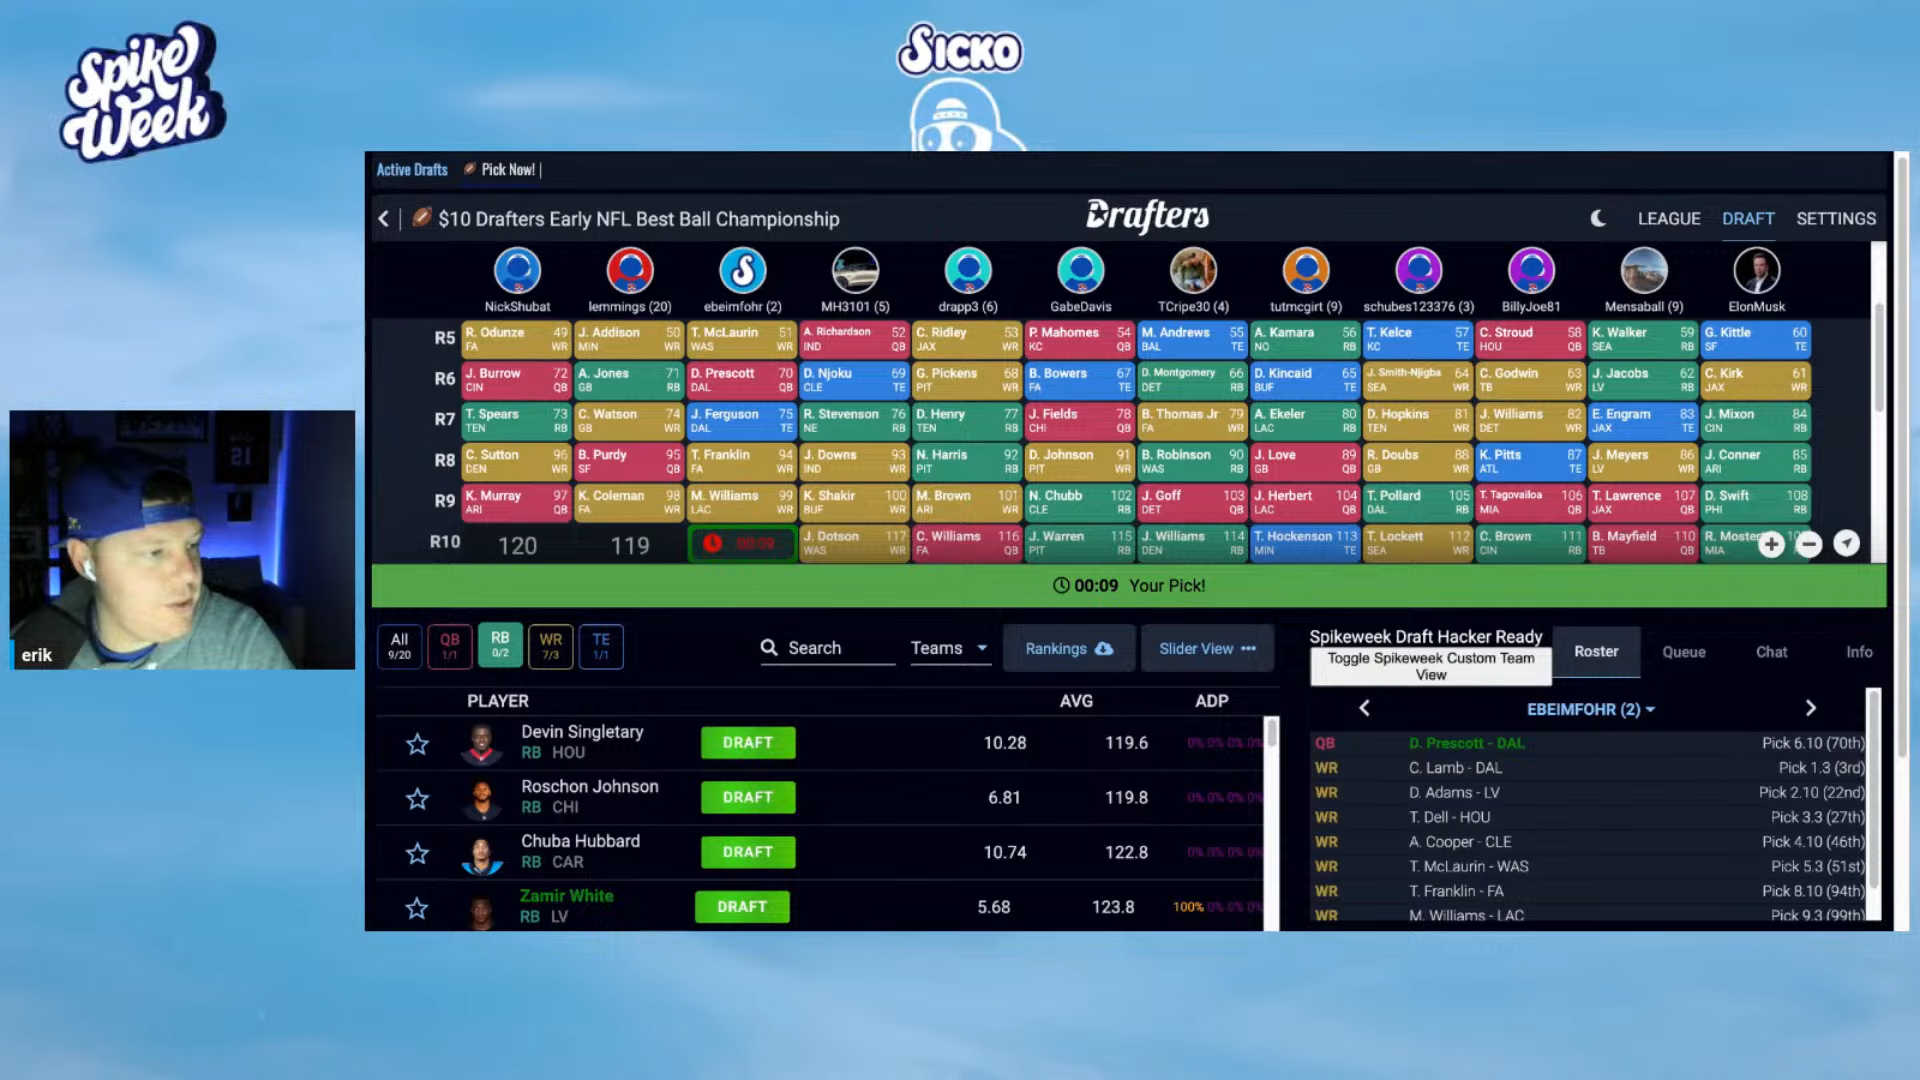 Spike Week
SICKO
Active Drafts 🏈 Pick Now! |
$10 Drafters Early NFL Best Ball Championship
Drafters
LEAGUE DRAFT SETTINGS
NickShubat lemmings (20) ebeimfohr (2) MH3101 (5) drapp3 (6) GabeDavis TCripe30 (4) tutmcgirt (9) schubes123376 (3) BillyJoe81 Mensaball (9) ElonMusk
R5 R. Odunze 49 J. Addison 50 T. McLaurin 51 A. Richardson 52 C. Ridley 53 P. Mahomes 54 M. Andrews 55 A. Kamara 56 T. Kelce 57 C. Stroud 58 K. Walker 59 G. Kittle 60
FA WR MIN WR WAS WR IND QB JAX WR KC QB BAL TE NO RB KC TE HOU QB SEA RB SF TE
R6 J. Burrow 72 A. Jones 71 D. Prescott 70 D. Njoku 69 G. Pickens 68 B. Bowers 67 D. Montgomery 66 D. Kincaid 65 J. Smith-Njigba 64 C. Godwin 63 J. Jacobs 62 C. Kirk 61
CIN QB GB RB DAL QB CLE TE PIT WR FA TE DET RB BUF TE SEA WR TB WR LV RB JAX WR
R7 T. Spears 73 C. Watson 74 J. Ferguson 75 R. Stevenson 76 D. Henry 77 J. Fields 78 B. Thomas Jr 79 A. Ekeler 80 D. Hopkins 81 J. Williams 82 E. Engram 83 J. Mixon 84
TEN RB GB WR DAL TE NE RB TEN RB CHI QB FA WR LAC RB TEN WR DET WR JAX TE CIN RB
R8 C. Sutton 96 B. Purdy 95 T. Franklin 94 J. Downs 93 N. Harris 92 D. Johnson 91 B. Robinson 90 J. Love 89 R. Doubs 88 K. Pitts 87 J. Meyers 86 J. Conner 85
DEN WR SF QB FA WR IND WR PIT RB PIT WR WAS RB GB QB GB WR ATL TE LV WR ARI RB
R9 K. Murray 97 K. Coleman 98 M. Williams 99 K. Shakir 100 M. Brown 101 N. Chubb 102 J. Goff 103 J. Herbert 104 T. Pollard 105 T. Tagovailoa 106 T. Lawrence 107 D. Swift 108
ARI QB FA WR LAC WR BUF WR ARI WR CLE RB DET QB LAC QB DAL RB MIA QB JAX QB PHI RB
R10 120 119 00:09 J. Dotson 117 C. Williams 116 J. Warren 115 J. Williams 114 T. Hockenson 113 T. Lockett 112 C. Brown 111 B. Mayfield 110 R. Moster
WAS WR FA QB PIT RB DEN RB MIN TE SEA WR CIN RB TB QB MIA
00:09 Your Pick!
All QB RB WR TE
9/20 1/1 0/2 7/3 1/1
Search Teams Rankings Slider View •••
Spikeweek Draft Hacker Ready
Toggle Spikeweek Custom Team
View
Roster Queue Chat Info
PLAYER AVG ADP
Devin Singletary
RB HOU DRAFT 10.28 119.6 0% 0% 0% 0%
Roschon Johnson
RB CHI DRAFT 6.81 119.8 0% 0% 0% 0%
Chuba Hubbard
RB CAR DRAFT 10.74 122.8 0% 0% 0% 0%
Zamir White
RB LV DRAFT 5.68 123.8 100% 0% 0% 0%
EBEIMFOHR (2)
QB D. Prescott - DAL Pick 6.10 (70th)
WR C. Lamb - DAL Pick 1.3 (3rd)
WR D. Adams - LV Pick 2.10 (22nd)
WR T. Dell - HOU Pick 3.3 (27th)
WR A. Cooper - CLE Pick 4.10 (46th)
WR T. McLaurin - WAS Pick 5.3 (51st)
WR T. Franklin - FA Pick 8.10 (94th)
WR M. Williams - LAC Pick 9.3 (99th)
erik